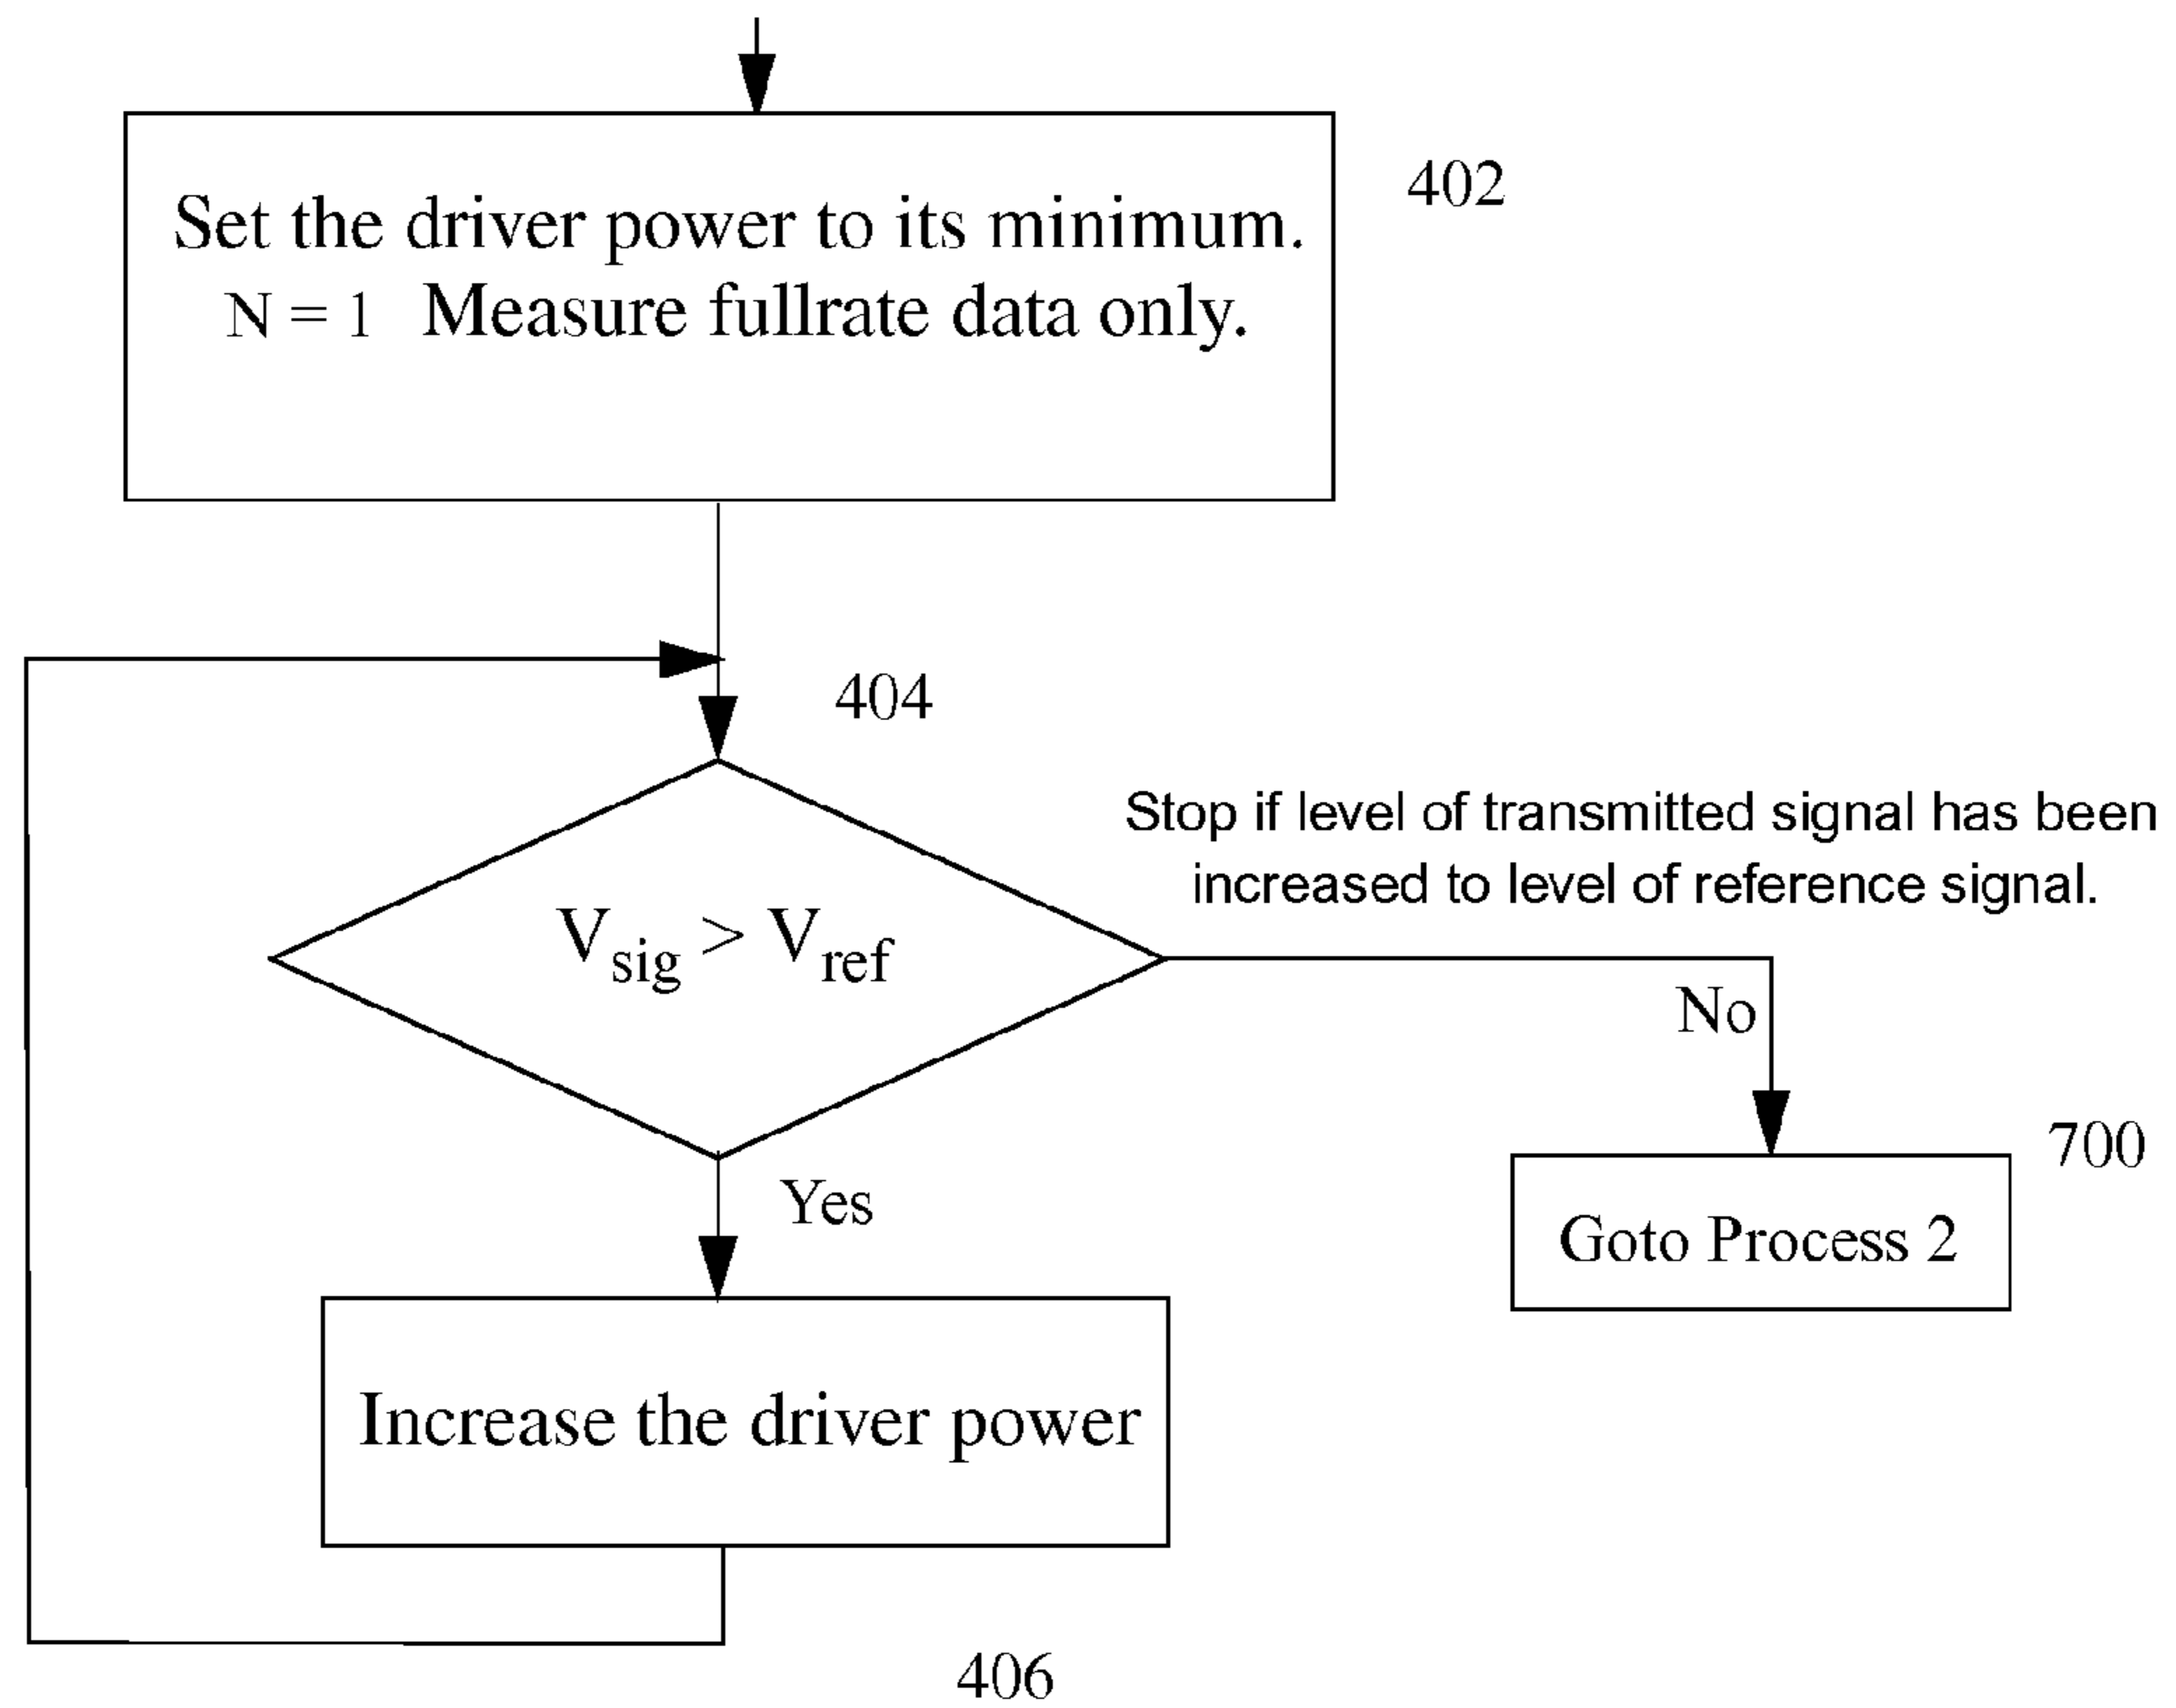 402
Set the driver power to its minimum.
N = 1 Measure fullrate data only.
404
Stop if level of transmitted signal has been
increased to level of reference signal.
Vsig > Vref
No
700
Yes
Goto Process 2
Increase the driver power
406